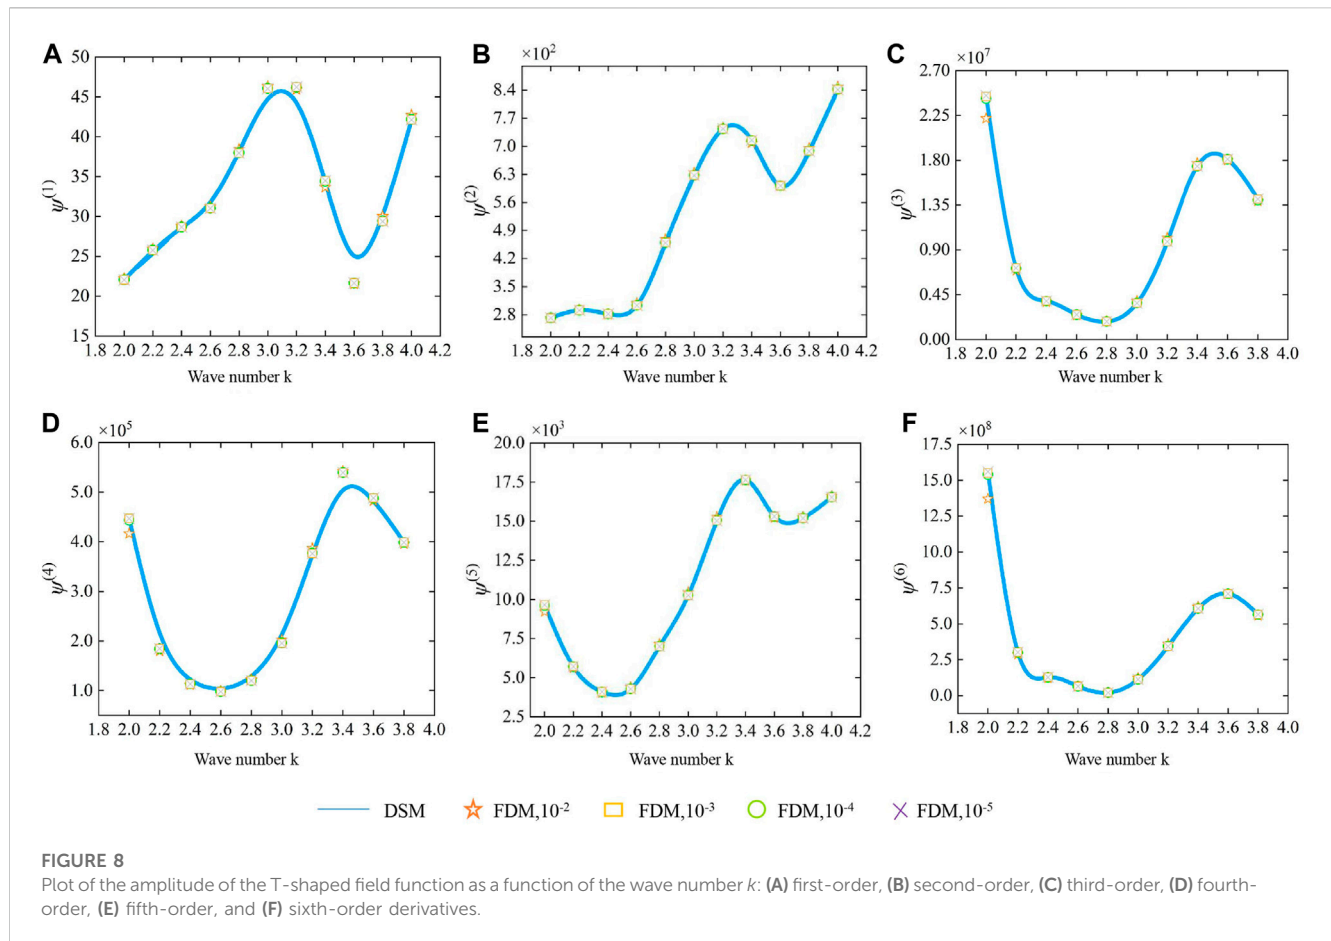 A
50
45
40
35
30
25
20
15
ψ(1)
1.8 2.0 2.2 2.4 2.6 2.8 3.0 3.2 3.4 3.6 3.8 4.0 4.2
Wave number k
B
×10²
8.4
7.7
7.0
6.3
5.6
4.9
4.2
3.5
2.8
ψ(2)
2.0 2.2 2.4 2.6 2.8 3.0 3.2 3.4 3.6 3.8 4.0 4.2
Wave number k
C
×10⁷
2.70
2.25
1.80
1.35
0.90
0.45
0.00
ψ(3)
1.8 2.0 2.2 2.4 2.6 2.8 3.0 3.2 3.4 3.6 3.8 4.0
Wave number k
D
×10⁵
6.0
5.0
4.0
3.0
2.0
1.0
ψ(4)
1.8 2.0 2.2 2.4 2.6 2.8 3.0 3.2 3.4 3.6 3.8 4.0
Wave number k
E
×10³
20.0
17.5
15.0
12.5
10.0
7.5
5.0
2.5
ψ(5)
2.0 2.2 2.4 2.6 2.8 3.0 3.2 3.4 3.6 3.8 4.0 4.2
Wave number k
F
×10⁸
17.5
15.0
12.5
10.0
7.5
5.0
2.5
0.0
ψ(6)
1.8 2.0 2.2 2.4 2.6 2.8 3.0 3.2 3.4 3.6 3.8 4.0
Wave number k
DSM FDM,10⁻² FDM,10⁻³ FDM,10⁻⁴ FDM,10⁻⁵
FIGURE 8
Plot of the amplitude of the T-shaped field function as a function of the wave number k: (A) first-order, (B) second-order, (C) third-order, (D) fourth-
order, (E) fifth-order, and (F) sixth-order derivatives.